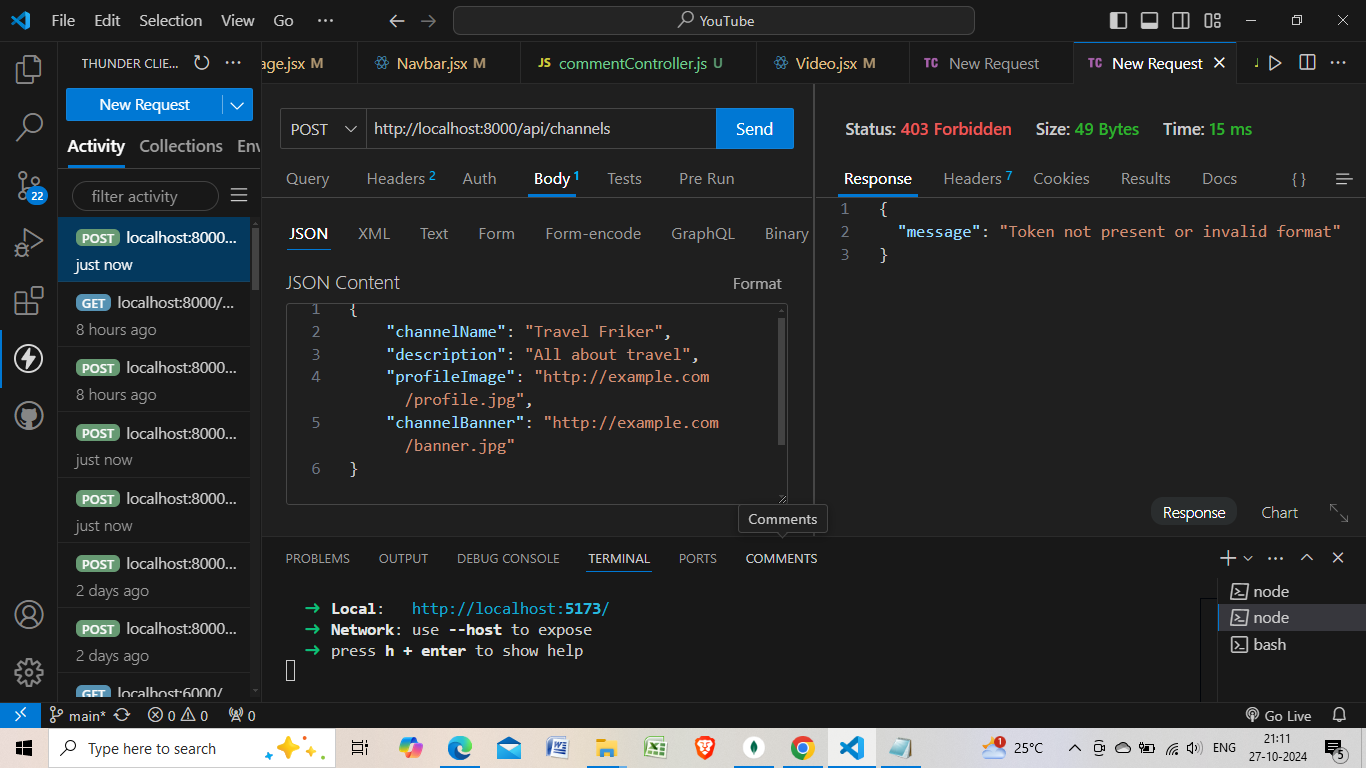 File Edit Selection View Go ··· YouTube
THUNDER CLIE... ···
age.jsx M Navbar.jsx M JS commentController.js U Video.jsx M TC New Request TC New Request
New Request
POST http://localhost:8000/api/channels Send
Status: 403 Forbidden Size: 49 Bytes Time: 15 ms
Activity Collections Env
Query Headers 2 Auth Body 1 Tests Pre Run
Response Headers 7 Cookies Results Docs { }
filter activity
JSON XML Text Form Form-encode GraphQL Binary
JSON Content Format
1 {
2 "channelName": "Travel Friker",
3 "description": "All about travel",
4 "profileImage": "http://example.com
/profile.jpg",
5 "channelBanner": "http://example.com
/banner.jpg"
6 }
1 {
2 "message": "Token not present or invalid format"
3 }
Response Chart
Comments
POST localhost:8000...
just now
GET localhost:8000/...
8 hours ago
POST localhost:8000...
8 hours ago
POST localhost:8000...
just now
POST localhost:8000...
just now
POST localhost:8000...
2 days ago
POST localhost:8000...
2 days ago
GET localhost:6000/
22
PROBLEMS OUTPUT DEBUG CONSOLE TERMINAL PORTS COMMENTS
➜ Local: http://localhost:5173/
➜ Network: use --host to expose
➜ press h + enter to show help
node
node
bash
main* 0 0 0 Go Live
Type here to search 1 25°C ENG 21:11
27-10-2024 5